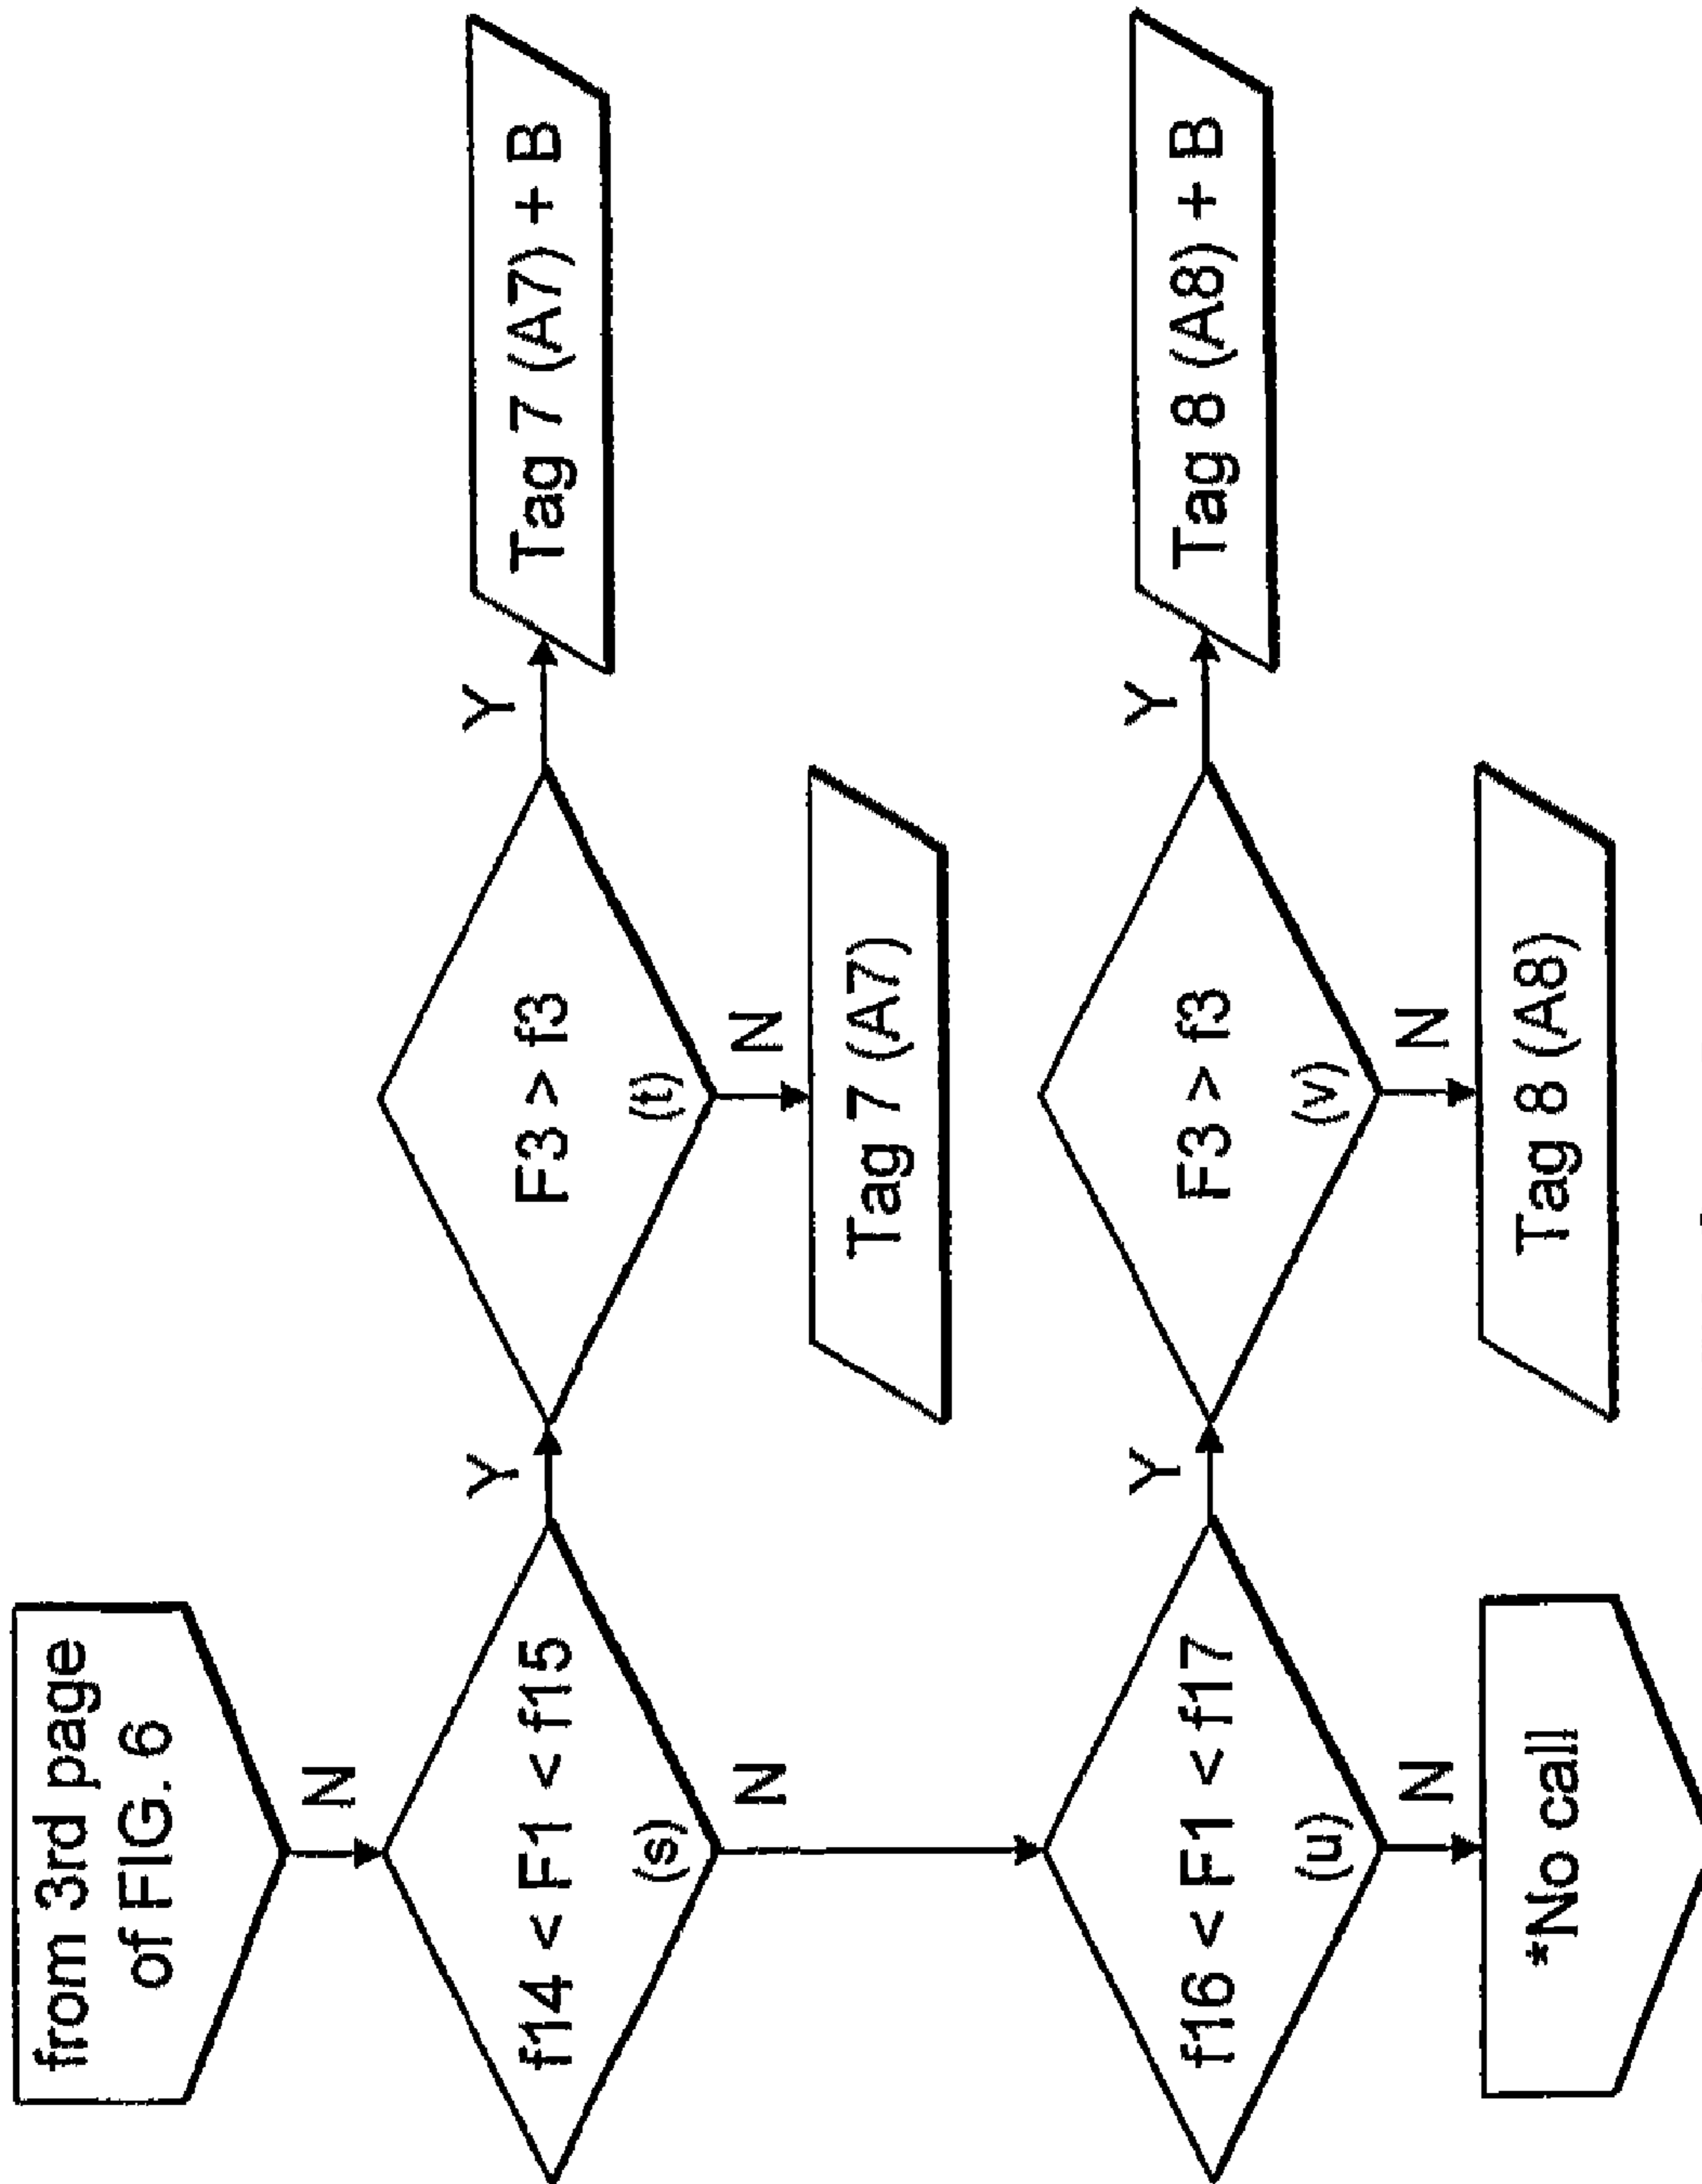 from 3rd page
of FIG. 6
N
f14 < F1 < f15
(s)
Y
F3 > f3
(t)
Y
Tag 7 (A7) + B
N
Tag 7 (A7)
N
f16 < F1 < f17
(u)
Y
F3 > f3
(v)
Y
Tag 8 (A8) + B
N
Tag 8 (A8)
N
*No call